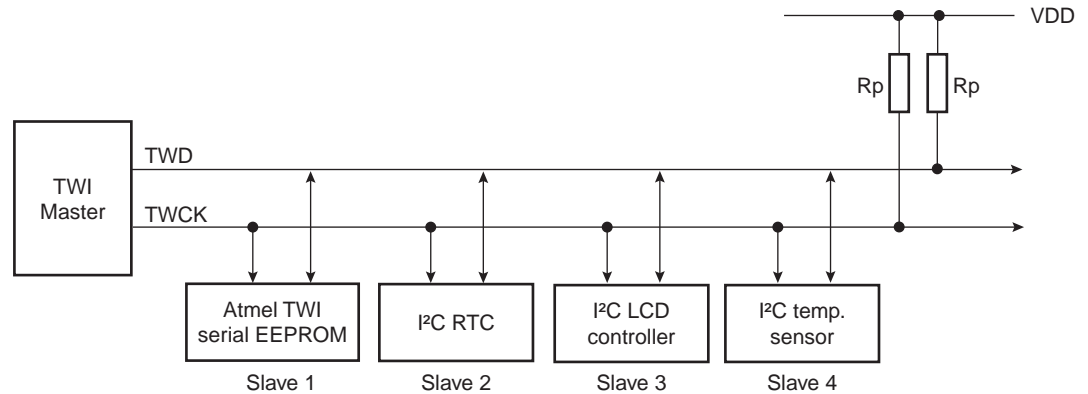 VDD
Rp Rp
TWD
TWI
Master
TWCK
Atmel TWI
serial EEPROM
I²C RTC
I²C LCD
controller
I²C temp.
sensor
Slave 1 Slave 2 Slave 3 Slave 4